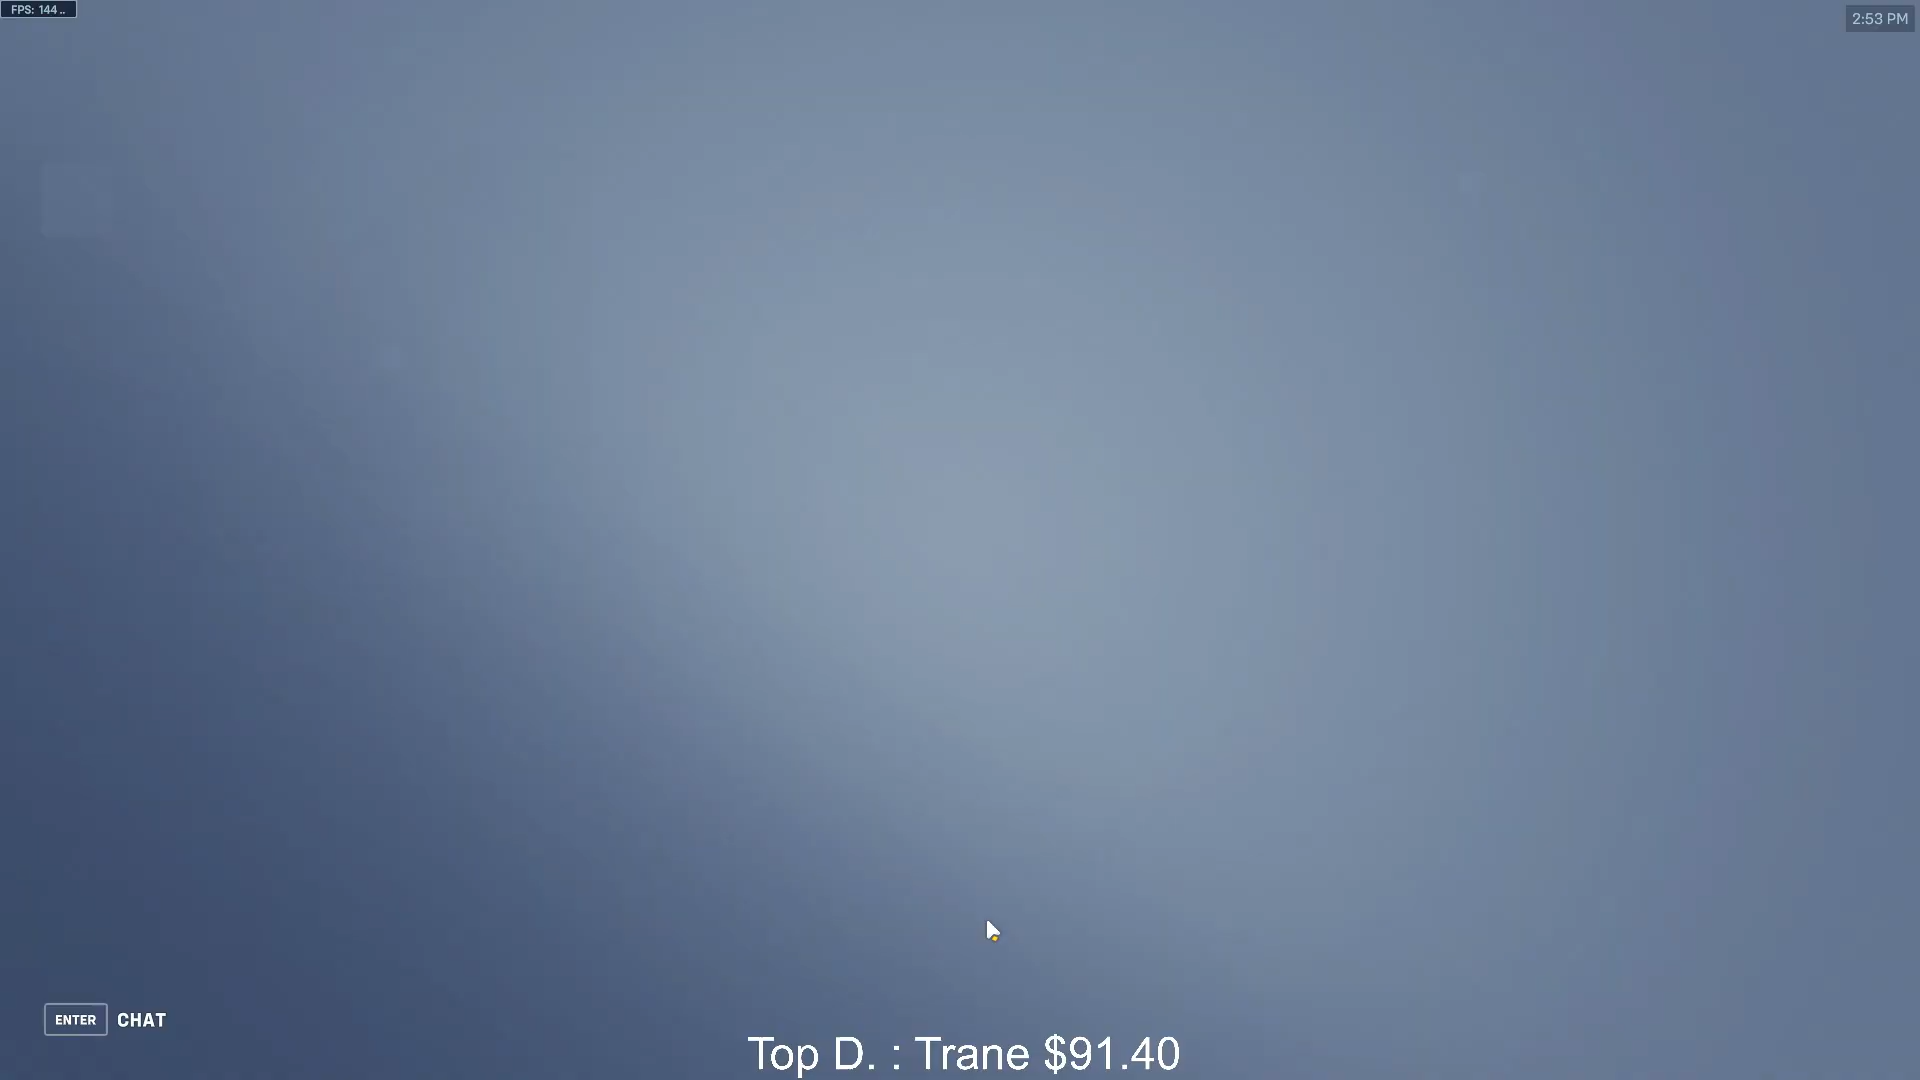 FPS: 144 ..
2:53 PM
ENTER CHAT
Top D. : Trane $91.40